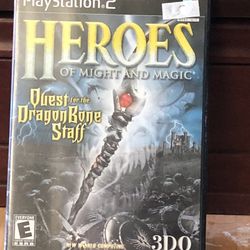 PlayStation 2
HEROES
OF MIGHT AND MAGIC
Quest for the
DragonBone
Staff
EVERYONE
E
NEW WORLD COMPUTING
3DO